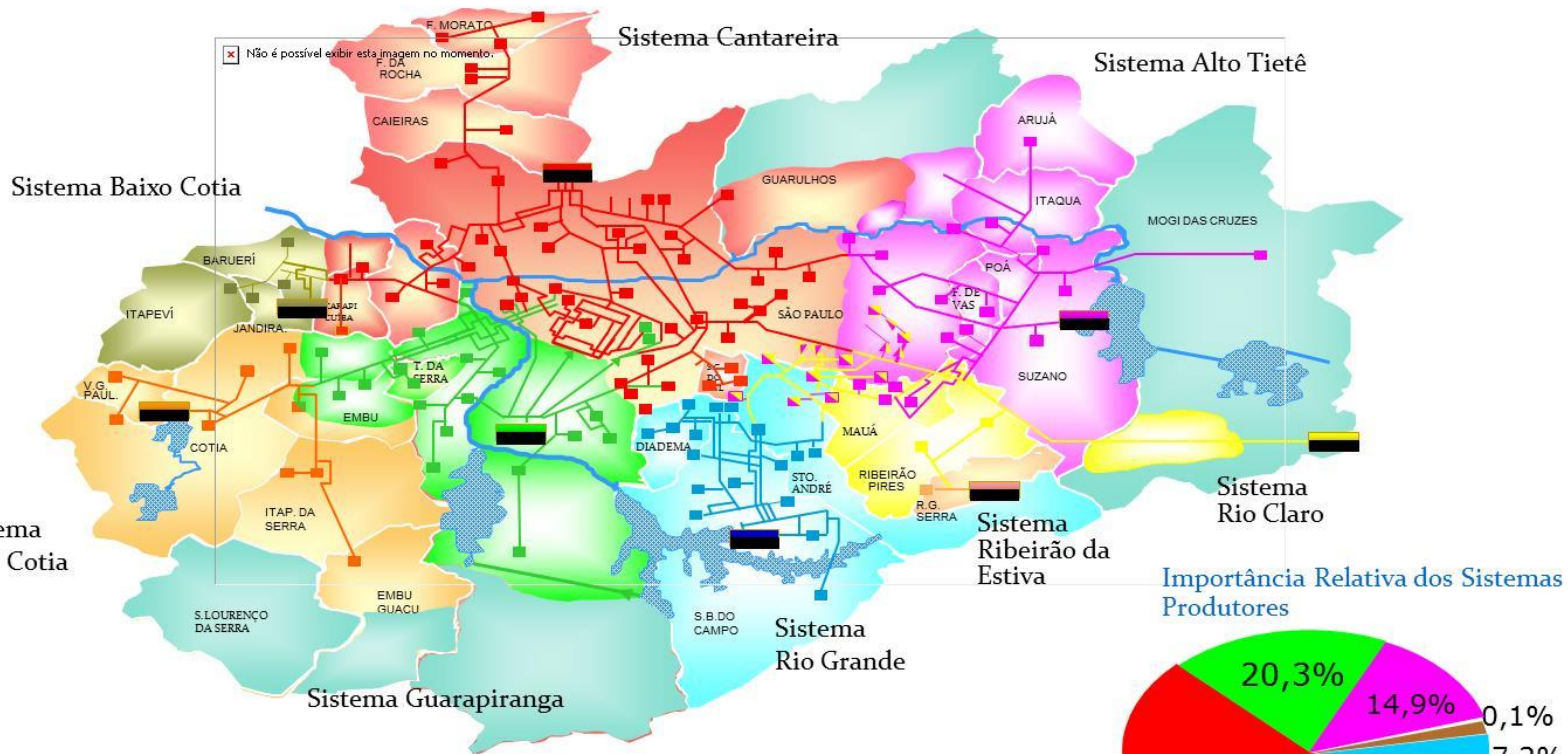 F. MORATO
Sistema Cantareira
Não é possível exibir esta imagem no momento.
F. DA
ROCHA
Sistema Alto Tietê
CAIEIRAS
ARUJÁ
Sistema Baixo Cotia
GUARULHOS
ITAQUA
MOGI DAS CRUZES
BARUERÍ
POÁ
ITAPEVÍ
F. DE
VAS
JANDIRA.
SÃO PAULO
V.G.
PAUL.
T. DA
SERRA
SUZANO
EMBU
COTIA
DIADEMA
MAUÁ
STO.
ANDRÉ
RIBEIRÃO
PIRES
ITAP. DA
SERRA
R.G.
SERRA
Sistema
Rio Claro
ema
Cotia
Sistema
Ribeirão da
Estiva
EMBU
GUACU
S.LOURENÇO
DA SERRA
S.B.DO
CAMPO
Sistema
Rio Grande
Sistema Guarapiranga
Importância Relativa dos Sistemas
Produtores
20,3%
14,9%
0,1%